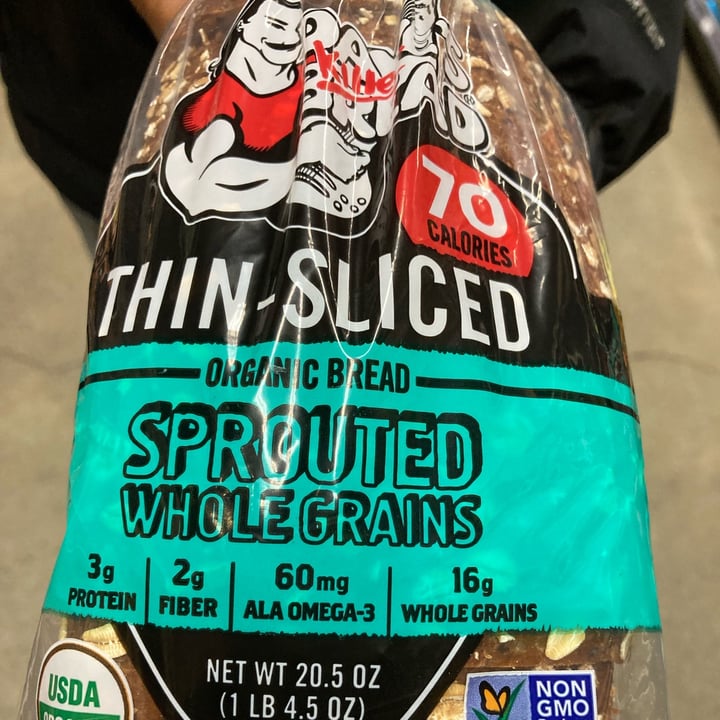 Killer
70
CALORIES
THIN-SLICED
ORGANIC BREAD
SPROUTED
WHOLE GRAINS
3g
PROTEIN
2g
FIBER
60mg
ALA OMEGA-3
16g
WHOLE GRAINS
NET WT 20.5 OZ
(1 LB 4.5 OZ)
USDA
NON
GMO